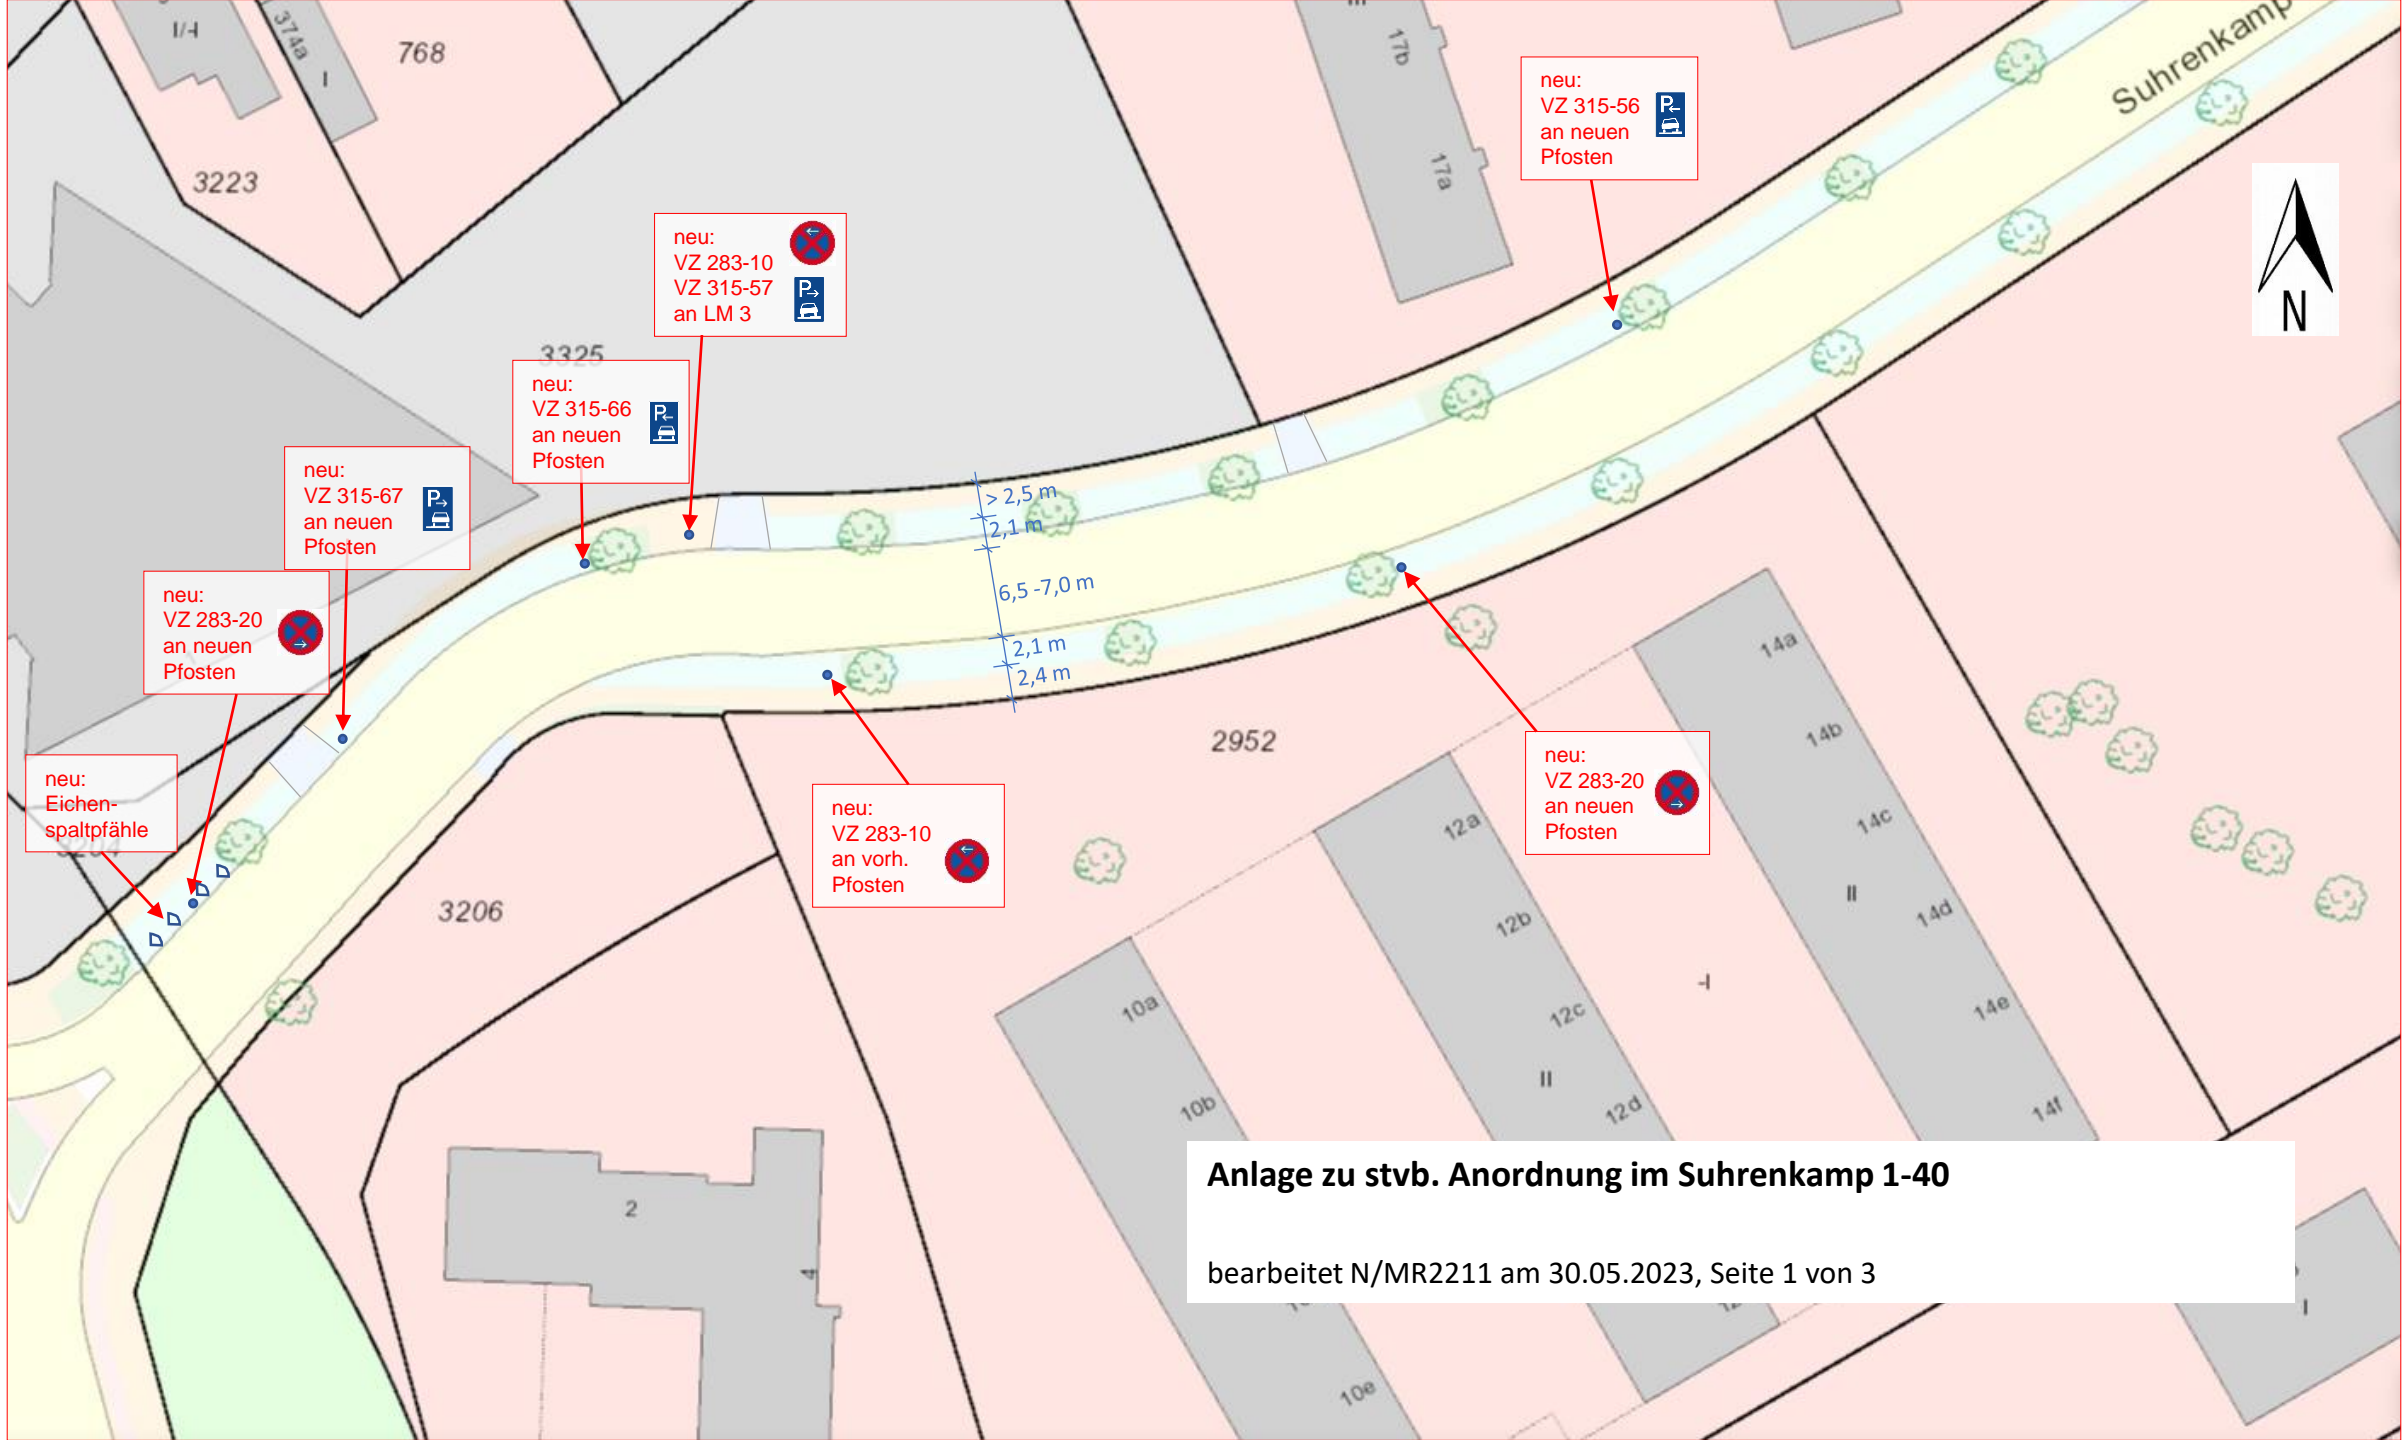 I/-I
374a
I
768
3223
17b
17a
Suhrenkamp
neu:
VZ 315-56
an neuen
Pfosten
P
N
neu:
VZ 283-10
VZ 315-57
an LM 3
P
3325
neu:
VZ 315-66
an neuen
Pfosten
P
neu:
VZ 315-67
an neuen
Pfosten
P
neu:
VZ 283-20
an neuen
Pfosten
neu:
Eichen-
spaltpfähle
3204
> 2,5 m
2,1 m
6,5 -7,0 m
2,1 m
2,4 m
neu:
VZ 283-10
an vorh.
Pfosten
neu:
VZ 283-20
an neuen
Pfosten
2952
3206
14a
14b
14c
14d
14e
14f
II
-I
12a
12b
12c
12d
II
10a
10b
10e
2
4
I
Anlage zu stvb. Anordnung im Suhrenkamp 1-40
bearbeitet N/MR2211 am 30.05.2023, Seite 1 von 3